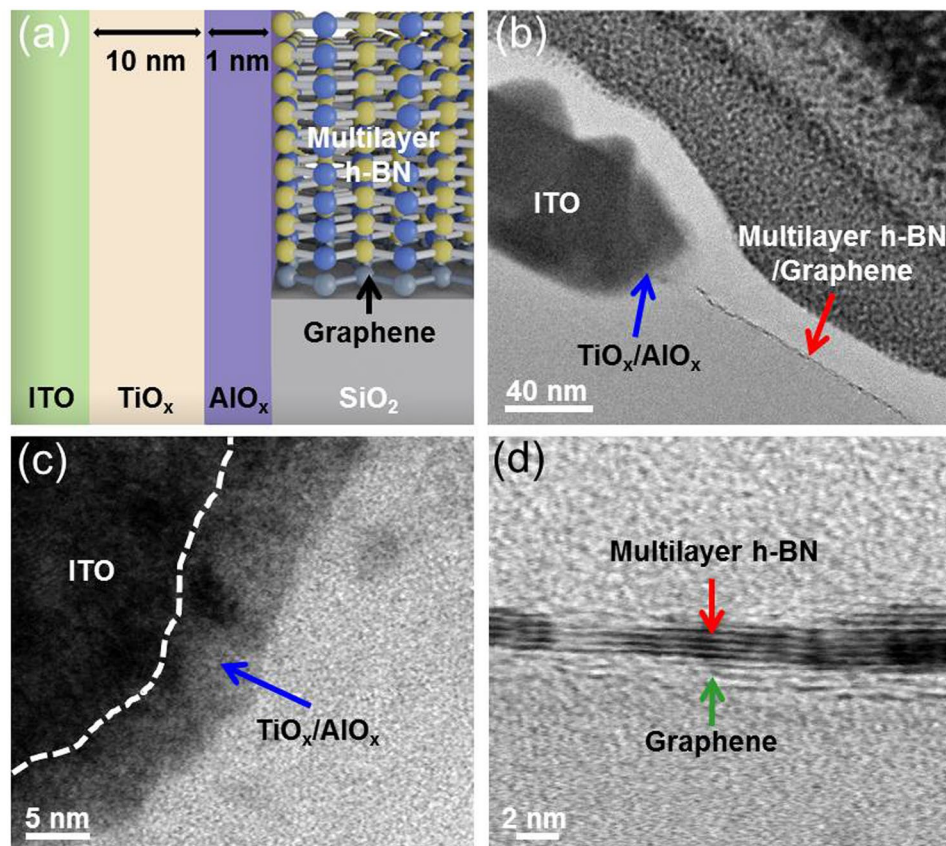 (a)
10 nm
1 nm
Multilayer
h-BN
Graphene
ITO
TiOₓ
AlOₓ
SiO₂
(b)
ITO
Multilayer h-BN
/Graphene
TiOₓ/AlOₓ
40 nm
(c)
ITO
TiOₓ/AlOₓ
5 nm
(d)
Multilayer h-BN
Graphene
2 nm